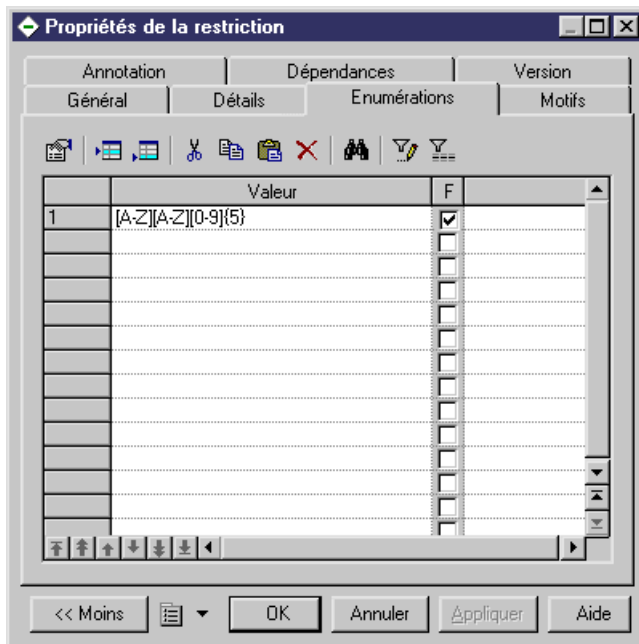 Propriétés de la restriction
Annotation Dépendances Version
Général Détails Enumérations Motifs
Valeur F
1 [A-Z][A-Z][0-9]{5}
<< Moins OK Annuler Appliquer Aide